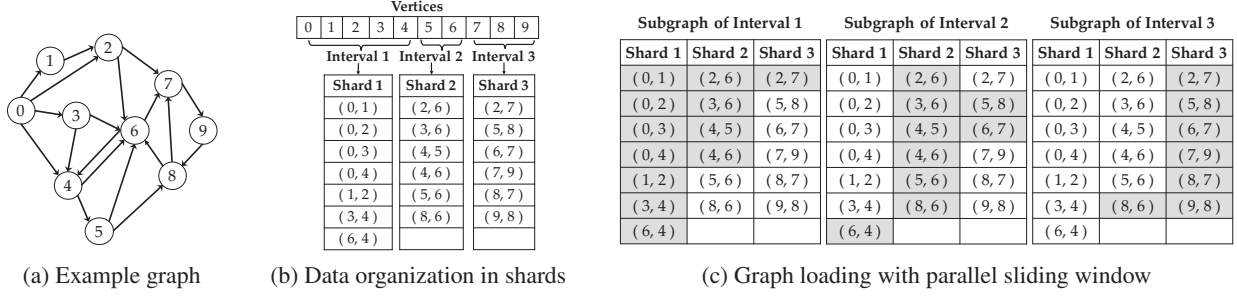 0
1
2
3
4
5
6
7
8
9
(a) Example graph
Vertices
0 1 2 3 4 5 6 7 8 9
Interval 1 Interval 2 Interval 3
Shard 1 Shard 2 Shard 3
( 0, 1 ) ( 2, 6 ) ( 2, 7 )
( 0, 2 ) ( 3, 6 ) ( 5, 8 )
( 0, 3 ) ( 4, 5 ) ( 6, 7 )
( 0, 4 ) ( 4, 6 ) ( 7, 9 )
( 1, 2 ) ( 5, 6 ) ( 8, 7 )
( 3, 4 ) ( 8, 6 ) ( 9, 8 )
( 6, 4 )
(b) Data organization in shards
Subgraph of Interval 1 Subgraph of Interval 2 Subgraph of Interval 3
Shard 1 Shard 2 Shard 3 Shard 1 Shard 2 Shard 3 Shard 1 Shard 2 Shard 3
( 0, 1 ) ( 2, 6 ) ( 2, 7 ) ( 0, 1 ) ( 2, 6 ) ( 2, 7 ) ( 0, 1 ) ( 2, 6 ) ( 2, 7 )
( 0, 2 ) ( 3, 6 ) ( 5, 8 ) ( 0, 2 ) ( 3, 6 ) ( 5, 8 ) ( 0, 2 ) ( 3, 6 ) ( 5, 8 )
( 0, 3 ) ( 4, 5 ) ( 6, 7 ) ( 0, 3 ) ( 4, 5 ) ( 6, 7 ) ( 0, 3 ) ( 4, 5 ) ( 6, 7 )
( 0, 4 ) ( 4, 6 ) ( 7, 9 ) ( 0, 4 ) ( 4, 6 ) ( 7, 9 ) ( 0, 4 ) ( 4, 6 ) ( 7, 9 )
( 1, 2 ) ( 5, 6 ) ( 8, 7 ) ( 1, 2 ) ( 5, 6 ) ( 8, 7 ) ( 1, 2 ) ( 5, 6 ) ( 8, 7 )
( 3, 4 ) ( 8, 6 ) ( 9, 8 ) ( 3, 4 ) ( 8, 6 ) ( 9, 8 ) ( 3, 4 ) ( 8, 6 ) ( 9, 8 )
( 6, 4 ) ( 6, 4 ) ( 6, 4 )
(c) Graph loading with parallel sliding window